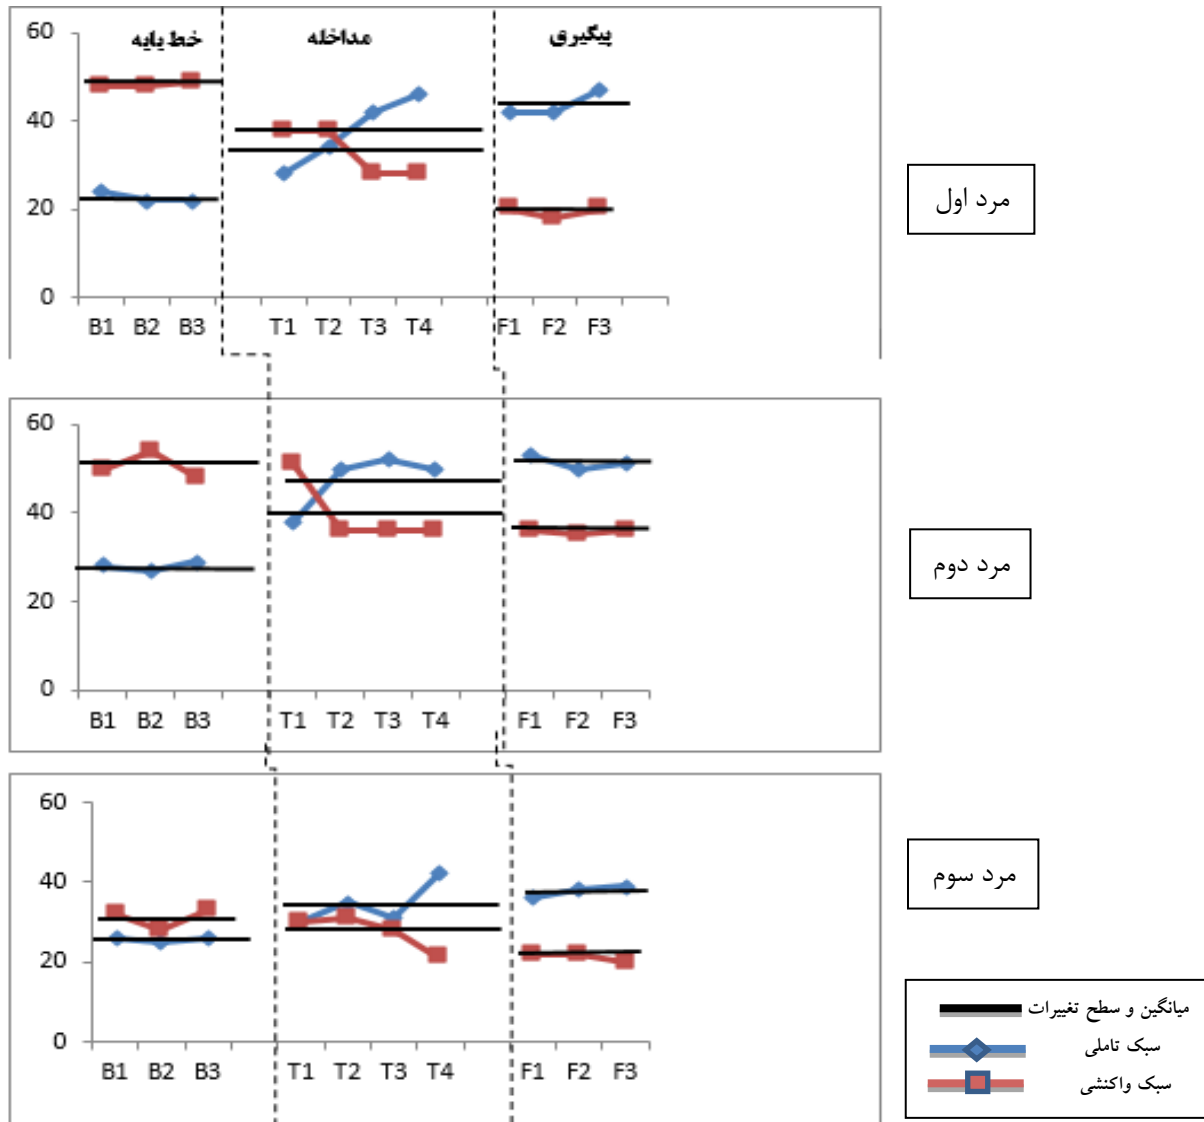 خط پایه
مداخله
پیگیری
60
40
20
0
B1 B2 B3 T1 T2 T3 T4 F1 F2 F3
مرد اول
60
40
20
0
B1 B2 B3 T1 T2 T3 T4 F1 F2 F3
مرد دوم
60
40
20
0
B1 B2 B3 T1 T2 T3 T4 F1 F2 F3
مرد سوم
میانگین و سطح تغییرات
سبک تاملی
سبک واکنشی